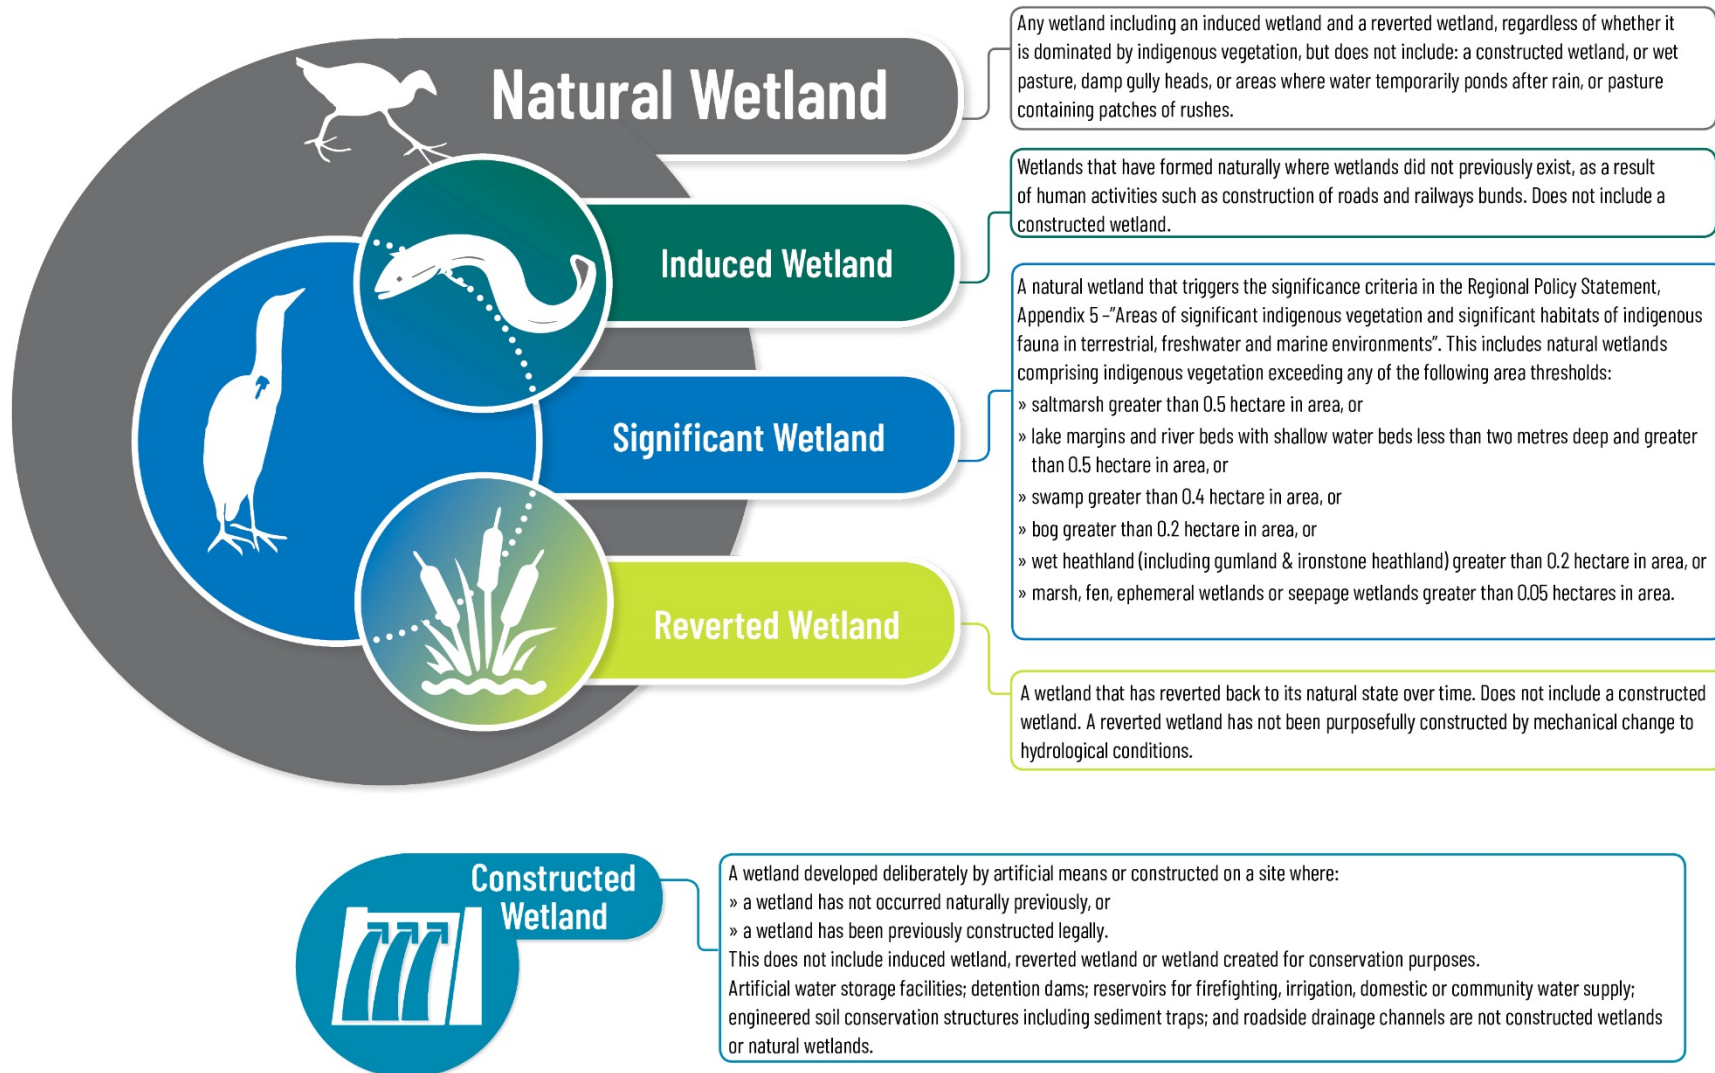 Natural Wetland
Any wetland including an induced wetland and a reverted wetland, regardless of whether it
is dominated by indigenous vegetation, but does not include: a constructed wetland, or wet
pasture, damp gully heads, or areas where water temporarily ponds after rain, or pasture
containing patches of rushes.
Induced Wetland
Wetlands that have formed naturally where wetlands did not previously exist, as a result
of human activities such as construction of roads and railways bunds. Does not include a
constructed wetland.
Significant Wetland
A natural wetland that triggers the significance criteria in the Regional Policy Statement,
Appendix 5 –"Areas of significant indigenous vegetation and significant habitats of indigenous
fauna in terrestrial, freshwater and marine environments". This includes natural wetlands
comprising indigenous vegetation exceeding any of the following area thresholds:
» saltmarsh greater than 0.5 hectare in area, or
» lake margins and river beds with shallow water beds less than two metres deep and greater
than 0.5 hectare in area, or
» swamp greater than 0.4 hectare in area, or
» bog greater than 0.2 hectare in area, or
» wet heathland (including gumland & ironstone heathland) greater than 0.2 hectare in area, or
» marsh, fen, ephemeral wetlands or seepage wetlands greater than 0.05 hectares in area.
Reverted Wetland
A wetland that has reverted back to its natural state over time. Does not include a constructed
wetland. A reverted wetland has not been purposefully constructed by mechanical change to
hydrological conditions.
Constructed
Wetland
A wetland developed deliberately by artificial means or constructed on a site where:
» a wetland has not occurred naturally previously, or
» a wetland has been previously constructed legally.
This does not include induced wetland, reverted wetland or wetland created for conservation purposes.
Artificial water storage facilities; detention dams; reservoirs for firefighting, irrigation, domestic or community water supply;
engineered soil conservation structures including sediment traps; and roadside drainage channels are not constructed wetlands
or natural wetlands.